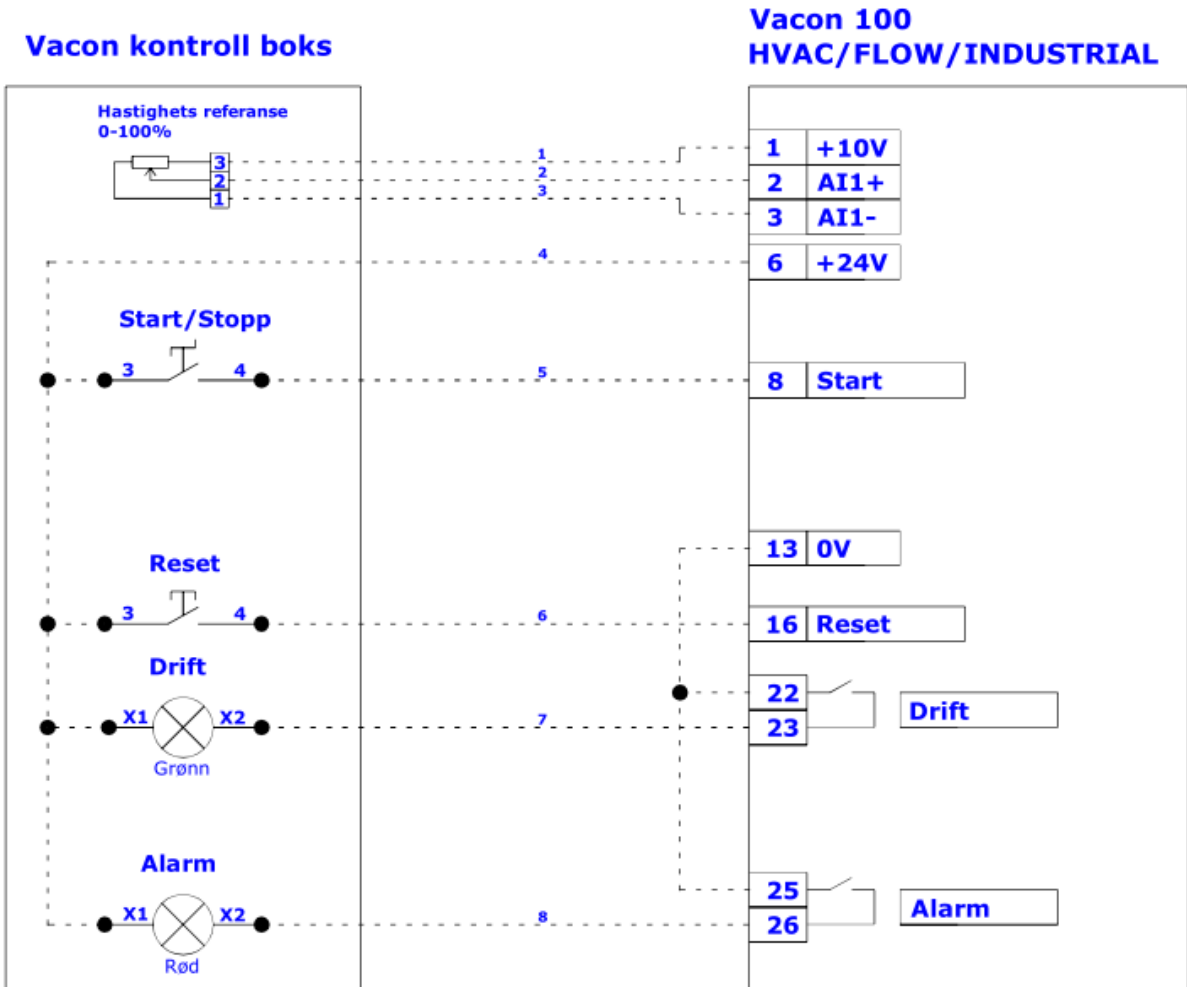 Vacon kontroll boks
Vacon 100
HVAC/FLOW/INDUSTRIAL
Hastighets referanse
0-100%
3
2
1
1
2
3
1 +10V
2 AI1+
3 AI1-
4
6 +24V
Start/Stopp
3 4
5
8 Start
13 0V
Reset
3 4
6
16 Reset
Drift
X1 X2
Grønn
7
22
23
Drift
Alarm
X1 X2
Rød
8
25
26
Alarm